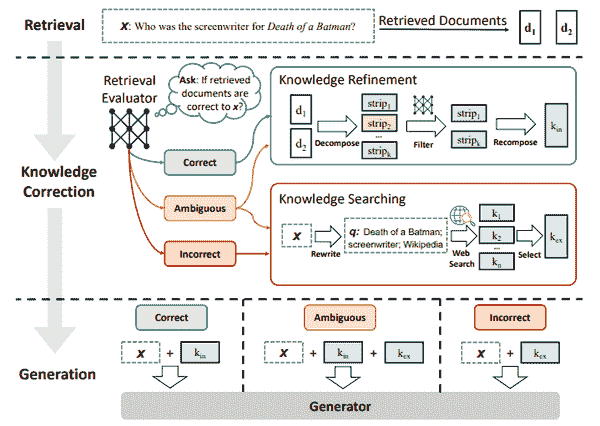 Retrieval
x: Who was the screenwriter for Death of a Batman?
Retrieved Documents
d1
d2
Retrieval
Evaluator
Ask: If retrieved
documents are
correct to x?
Knowledge
Correction
Correct
Ambiguous
Incorrect
Knowledge Refinement
d1
d2
Decompose
strip1
strip2
...
stripk
Filter
strip1
stripk
Recompose
kin
Knowledge Searching
x
Rewrite
q: Death of a Batman;
screenwriter; Wikipedia
Web
Search
k1
k2
...
kn
Select
kex
Generation
Correct
x + kin
Ambiguous
x + kin + kex
Incorrect
x + kex
Generator